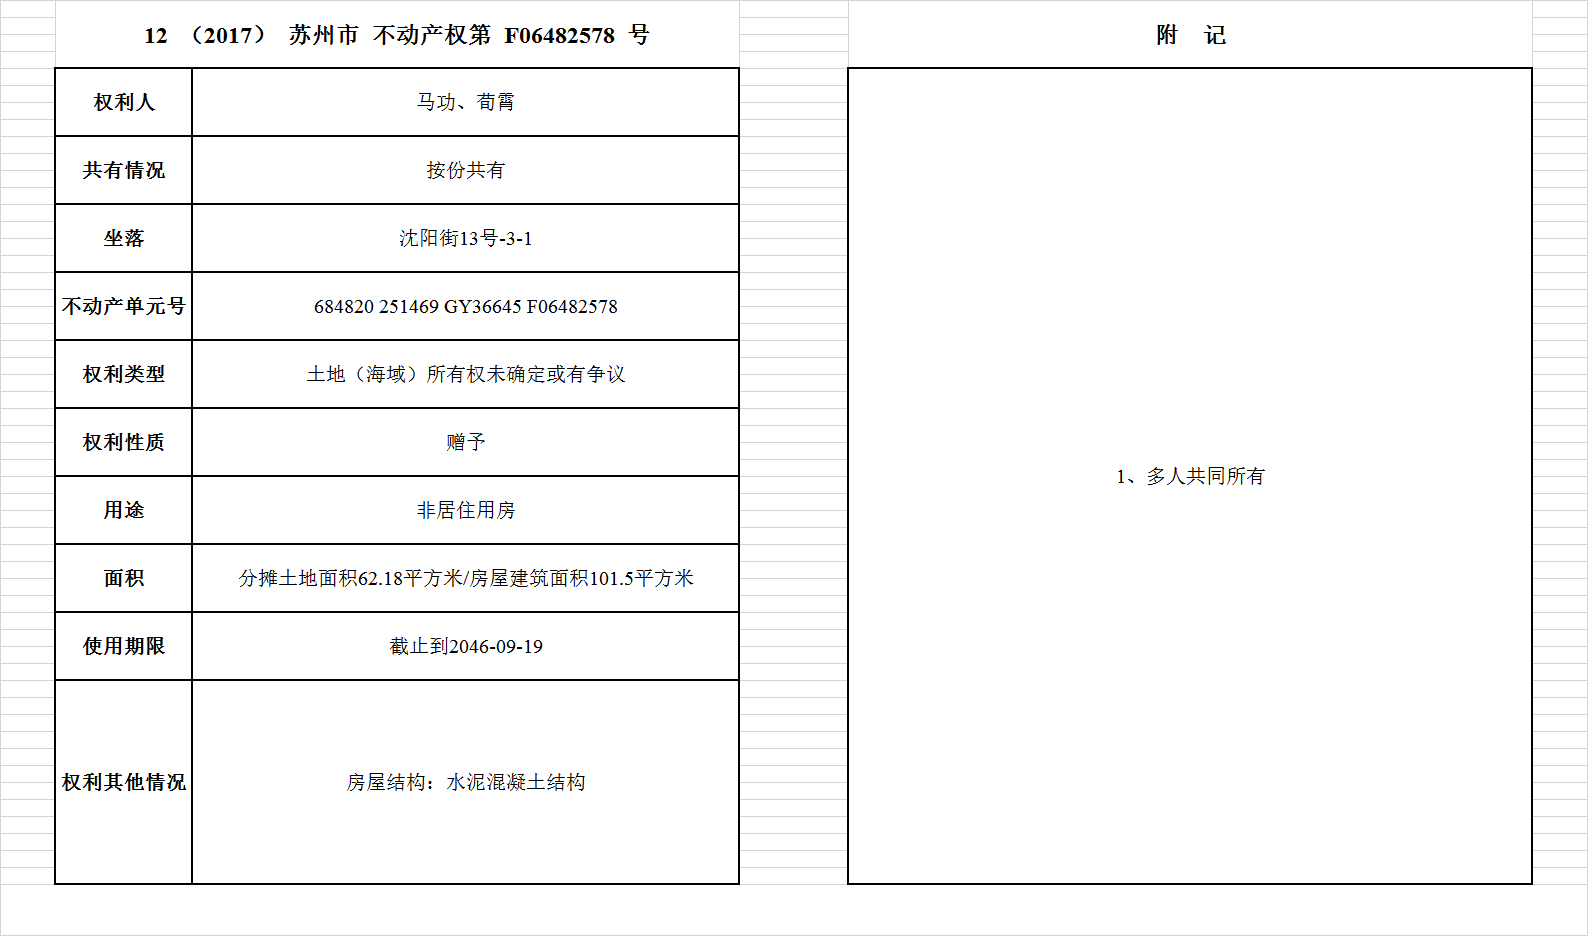 12 （2017） 苏州市 不动产权第 F06482578 号
权利人 马功、荀霄
共有情况 按份共有
坐落 沈阳街13号-3-1
不动产单元号 684820 251469 GY36645 F06482578
权利类型 土地（海域）所有权未确定或有争议
权利性质 赠予
用途 非居住用房
面积 分摊土地面积62.18平方米/房屋建筑面积101.5平方米
使用期限 截止到2046-09-19
权利其他情况 房屋结构：水泥混凝土结构
附 记
1、多人共同所有